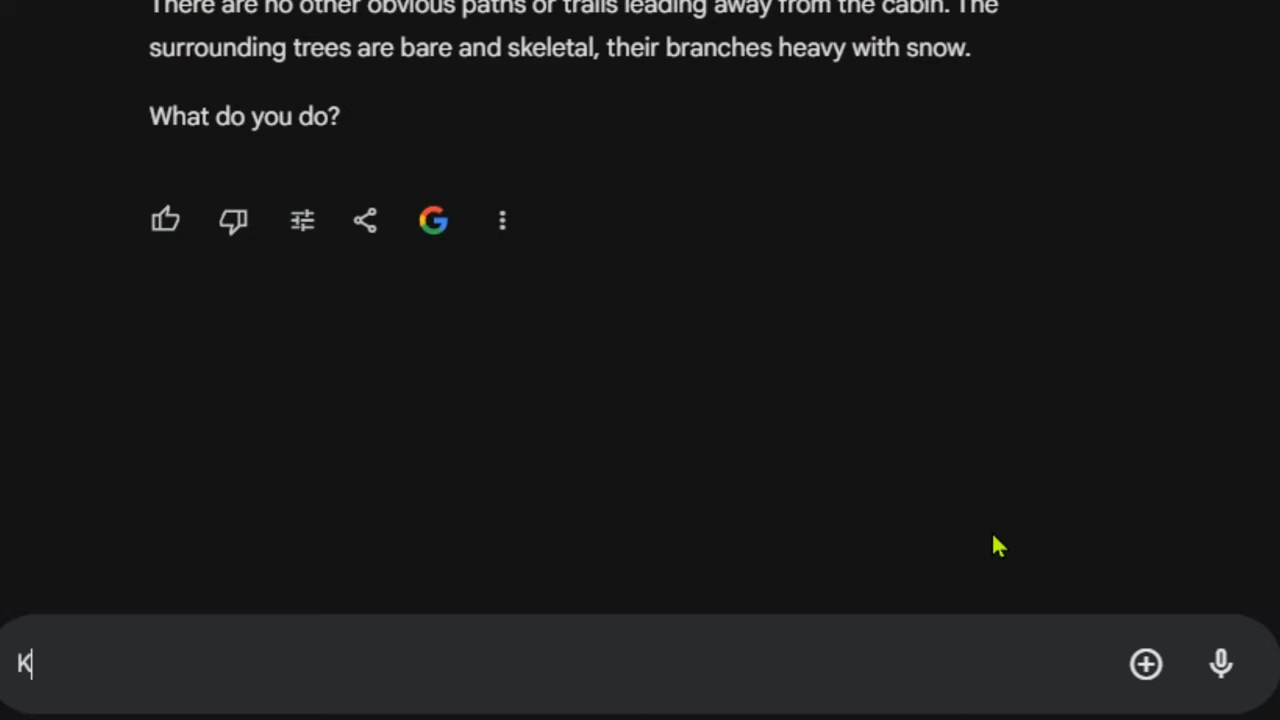 There are no other obvious paths or trails leading away from the cabin. The
surrounding trees are bare and skeletal, their branches heavy with snow.
What do you do?
K